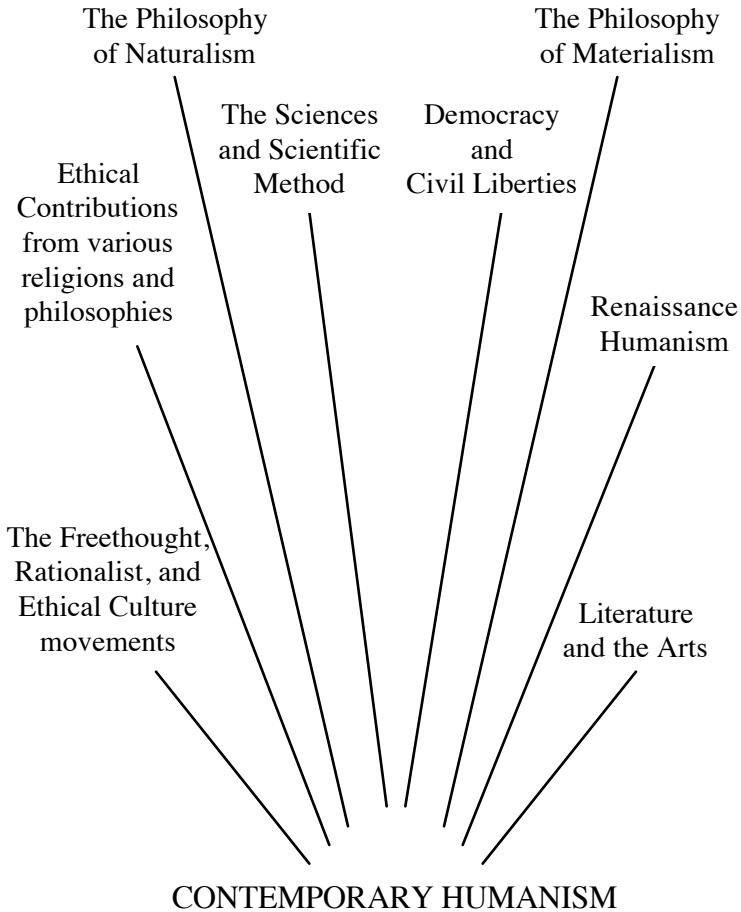 The Philosophy
of Naturalism
The Philosophy
of Materialism
The Sciences
and Scientific
Method
Democracy
and
Civil Liberties
Ethical
Contributions
from various
religions and
philosophies
Renaissance
Humanism
The Freethought,
Rationalist, and
Ethical Culture
movements
Literature
and the Arts
CONTEMPORARY HUMANISM